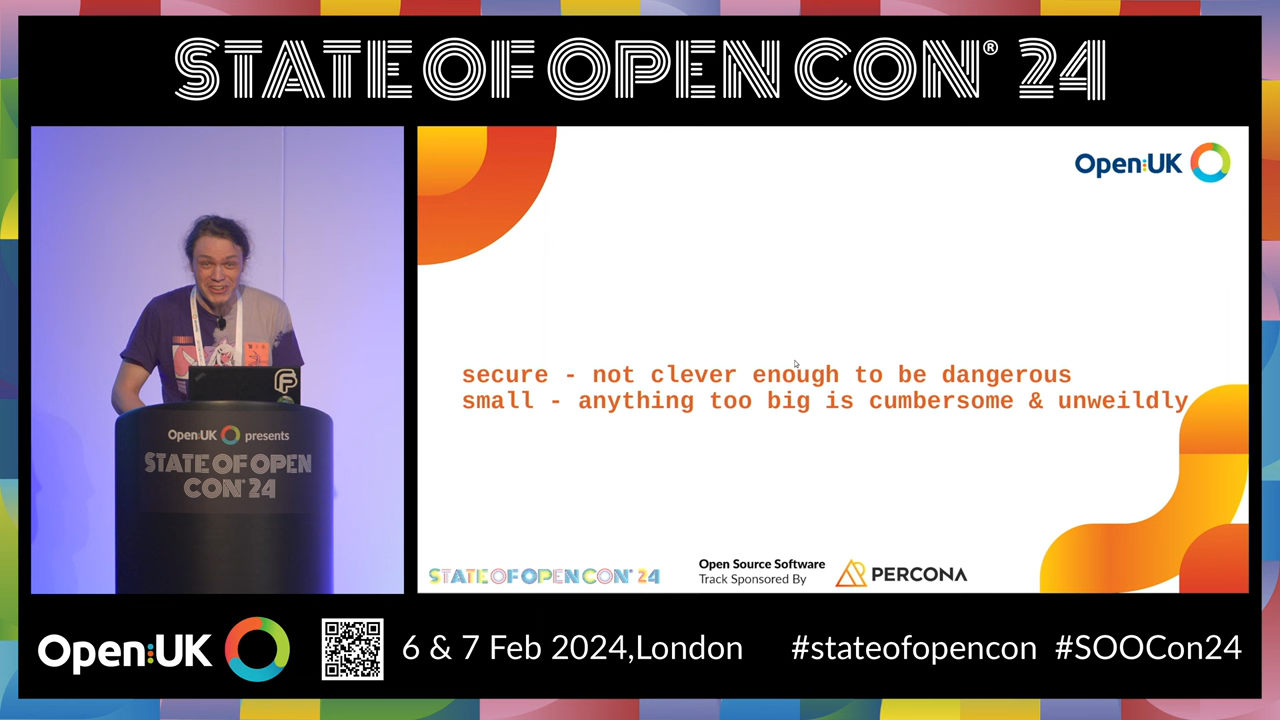 STATE OF OPEN CON® 24
Open:UK
secure - not clever enough to be dangerous
small - anything too big is cumbersome & unweildly
Open:UK presents
STATE OF OPEN
CON® 24
STATE OF OPEN CON® 24
Open Source Software
Track Sponsored By
PERCONA
Open:UK
6 & 7 Feb 2024,London
#stateofopencon #SOOCon24